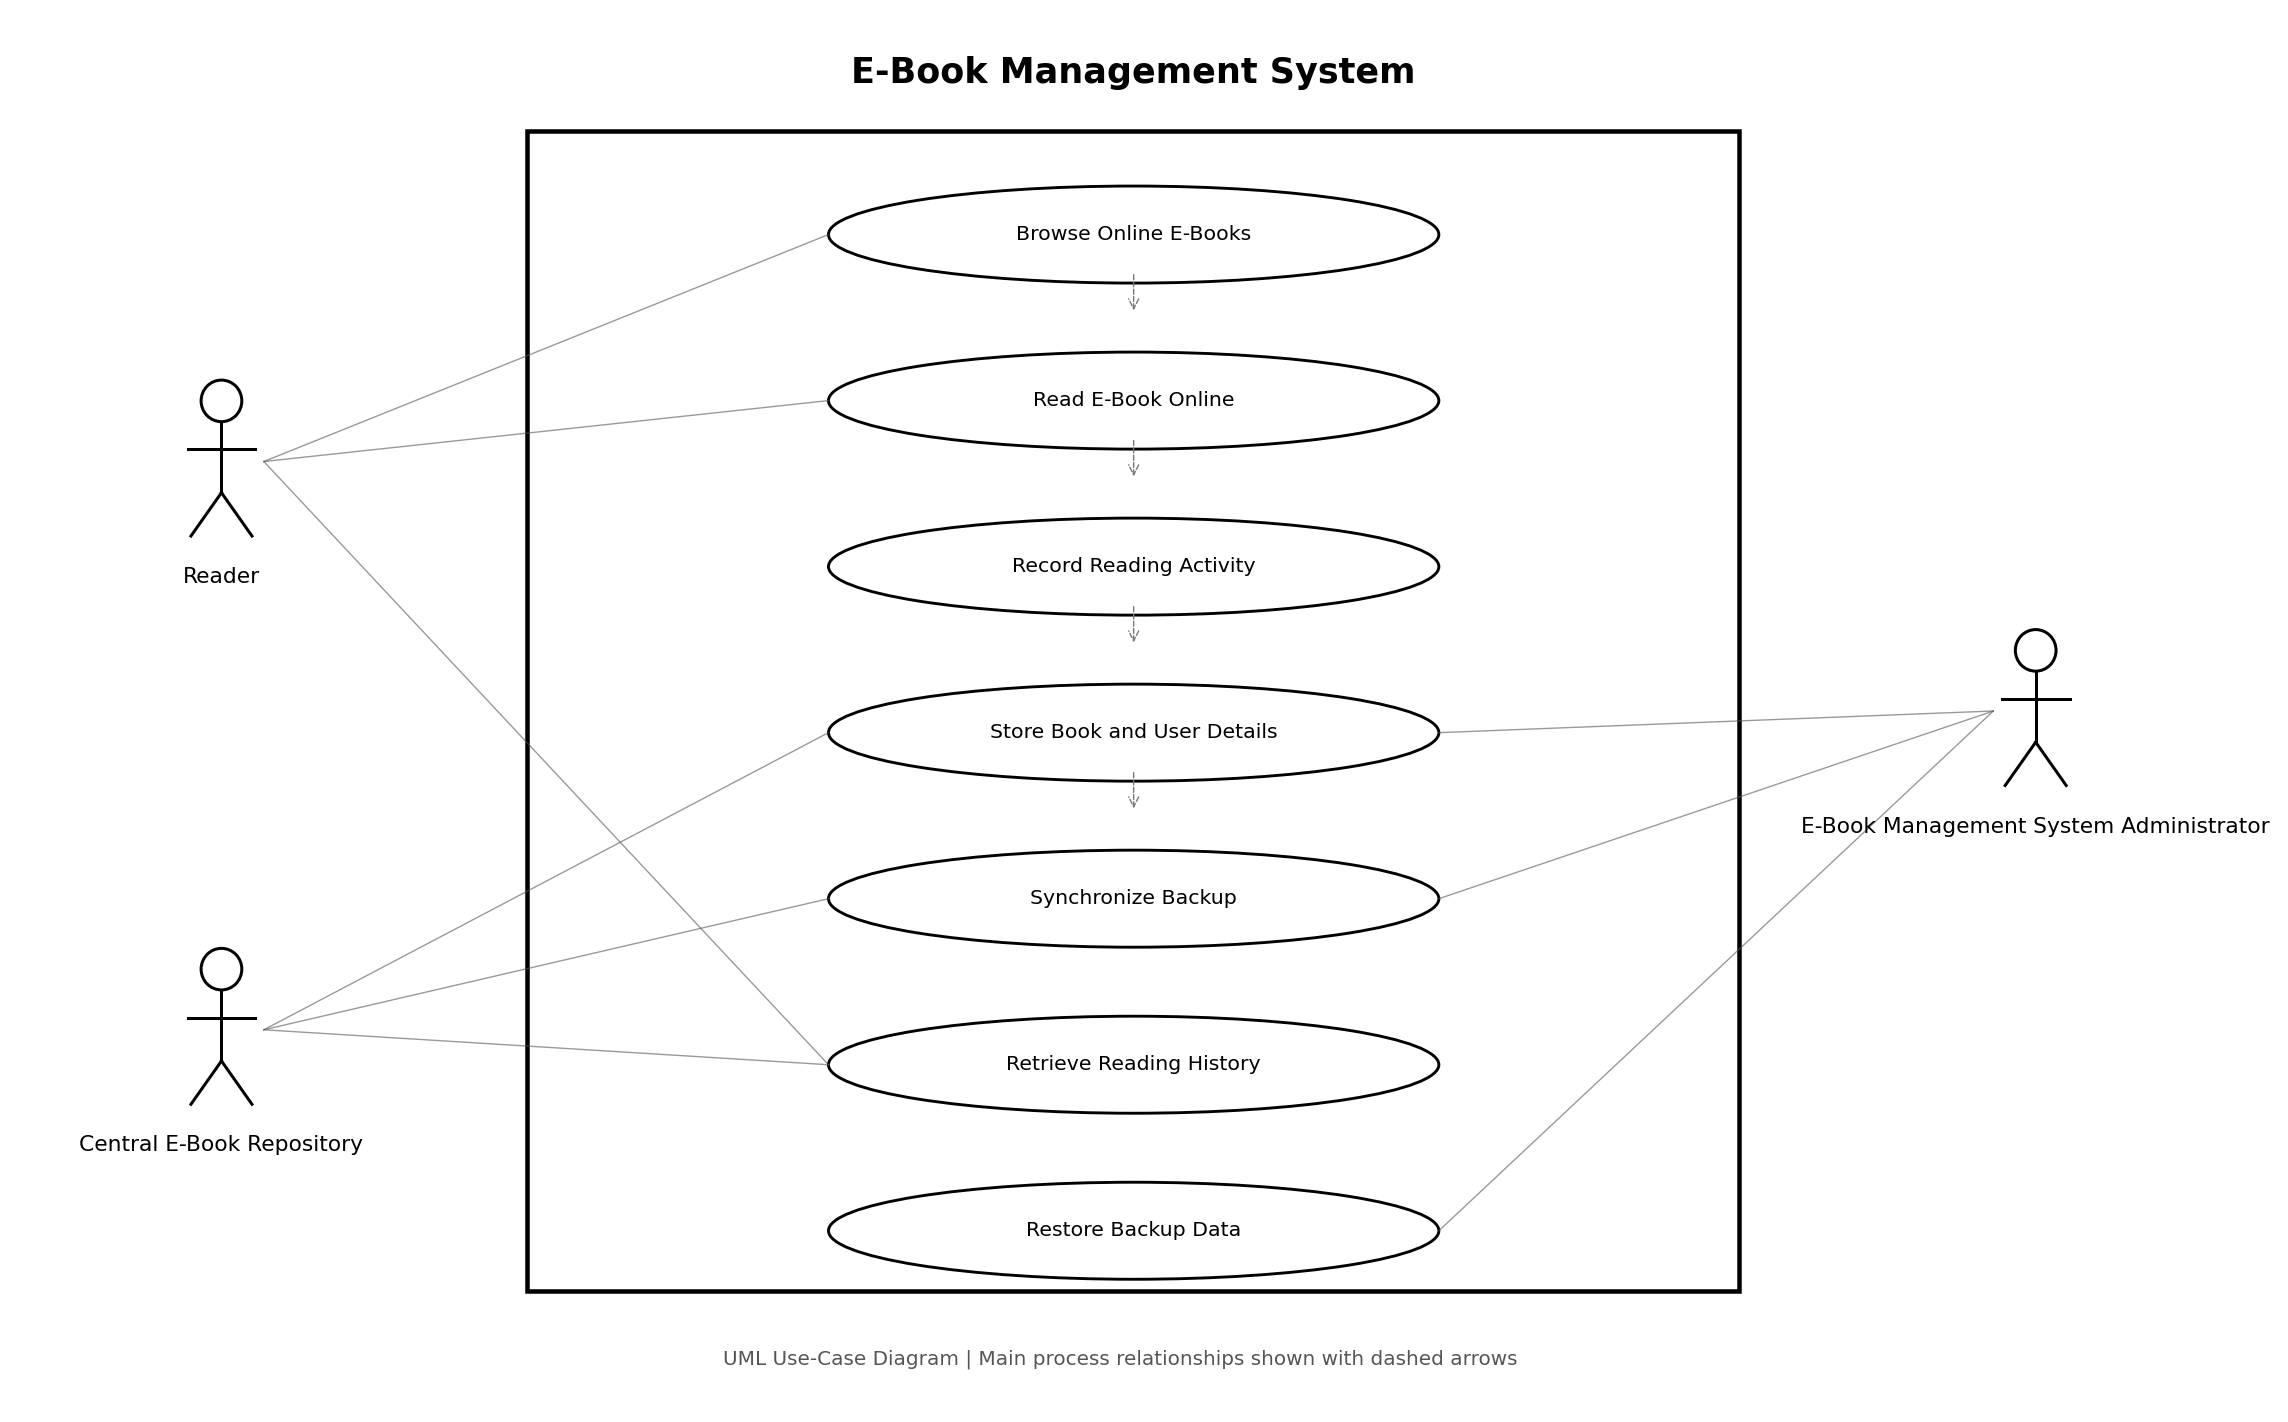 E-Book Management System
Browse Online E-Books
Read E-Book Online
Reader
Record Reading Activity
Store Book and User Details
E-Book Management System Administrator
Synchronize Backup
Retrieve Reading History
Central E-Book Repository
Restore Backup Data
UML Use-Case Diagram | Main process relationships shown with dashed arrows